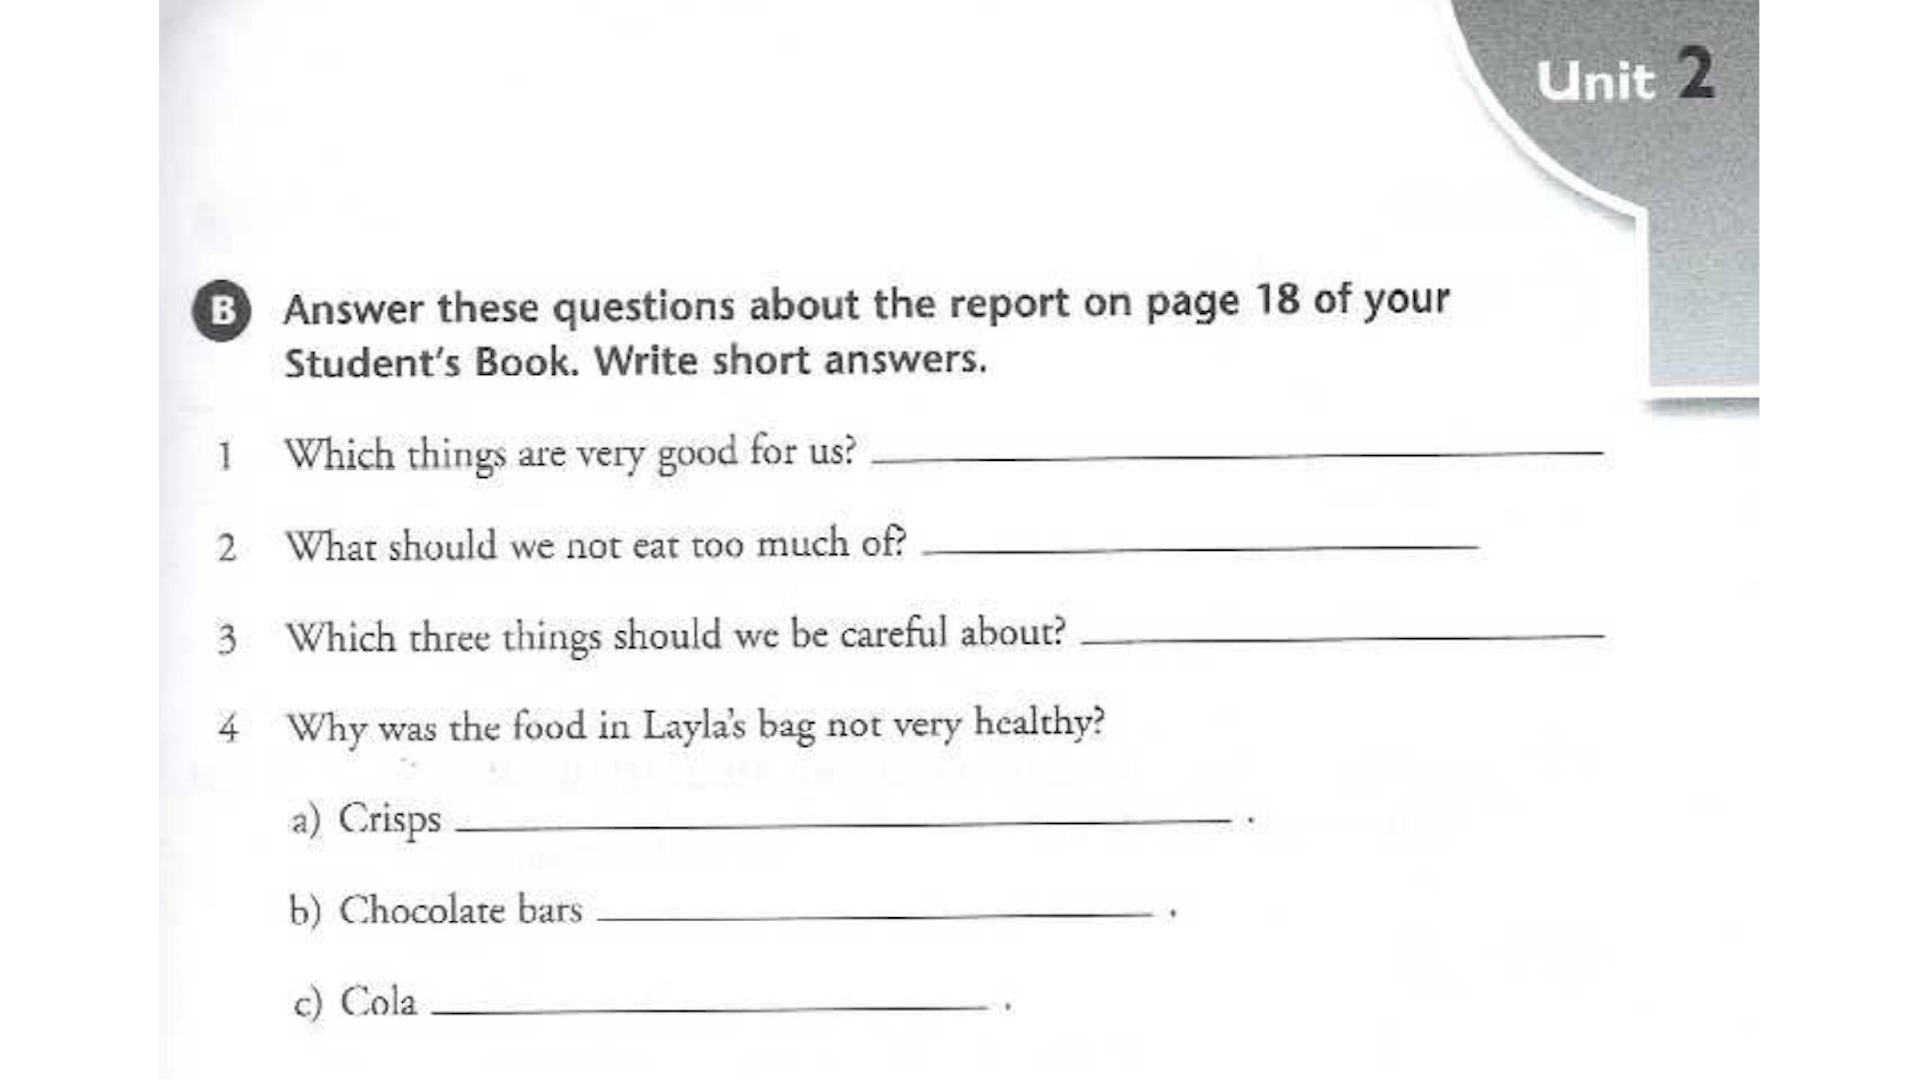 Unit 2
B Answer these questions about the report on page 18 of your
Student's Book. Write short answers.
1 Which things are very good for us?
2 What should we not eat too much of?
3 Which three things should we be careful about?
4 Why was the food in Layla's bag not very healthy?
a) Crisps .
b) Chocolate bars .
c) Cola .